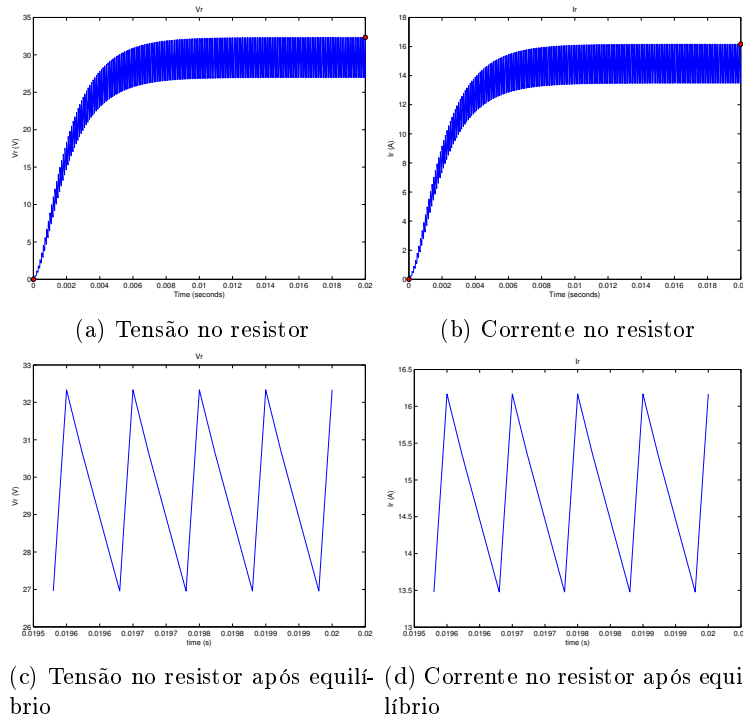 Vr
35
30
25
20
15
10
5
0
Vr (V)
0 0.002 0.004 0.006 0.008 0.01 0.012 0.014 0.016 0.018 0.02
Time (seconds)
(a) Tensão no resistor
Ir
18
16
14
12
10
8
6
4
2
0
Ir (A)
0 0.002 0.004 0.006 0.008 0.01 0.012 0.014 0.016 0.018 0.0
Time (seconds)
(b) Corrente no resistor
Vr
33
32
31
30
29
28
27
26
Vr (V)
0.0195 0.0196 0.0196 0.0197 0.0197 0.0198 0.0198 0.0199 0.0199 0.02 0.02
time (s)
(c) Tensão no resistor após equilí-
brio
Ir
16.5
16
15.5
15
14.5
14
13.5
13
Ir (A)
0.0195 0.0196 0.0196 0.0197 0.0197 0.0198 0.0198 0.0199 0.0199 0.02 0.0
time (s)
(d) Corrente no resistor após equi
líbrio